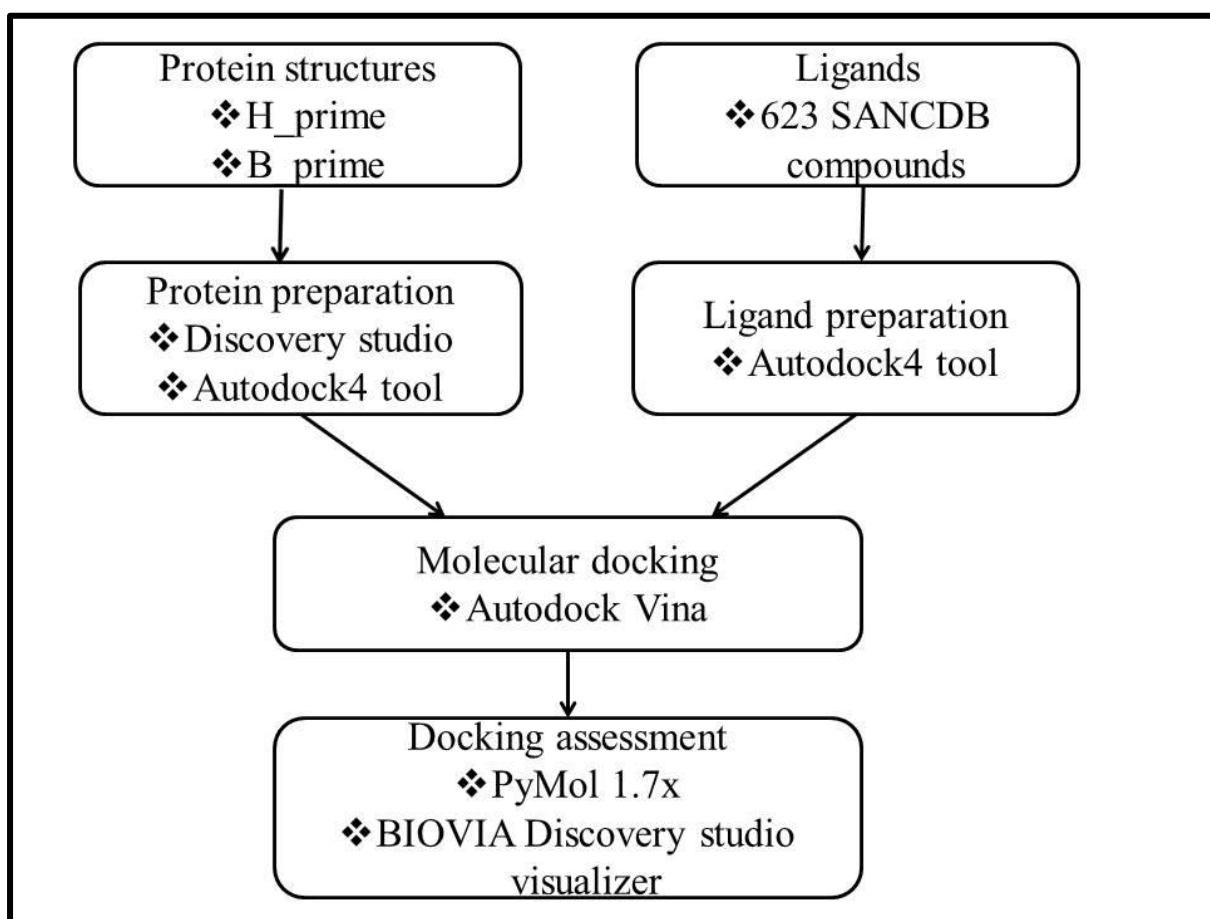 Protein structures
❖H_prime
❖B_prime
Ligands
❖623 SANCDB
compounds
Protein preparation
❖Discovery studio
❖Autodock4 tool
Ligand preparation
❖Autodock4 tool
Molecular docking
❖Autodock Vina
Docking assessment
❖PyMol 1.7x
❖BIOVIA Discovery studio
visualizer